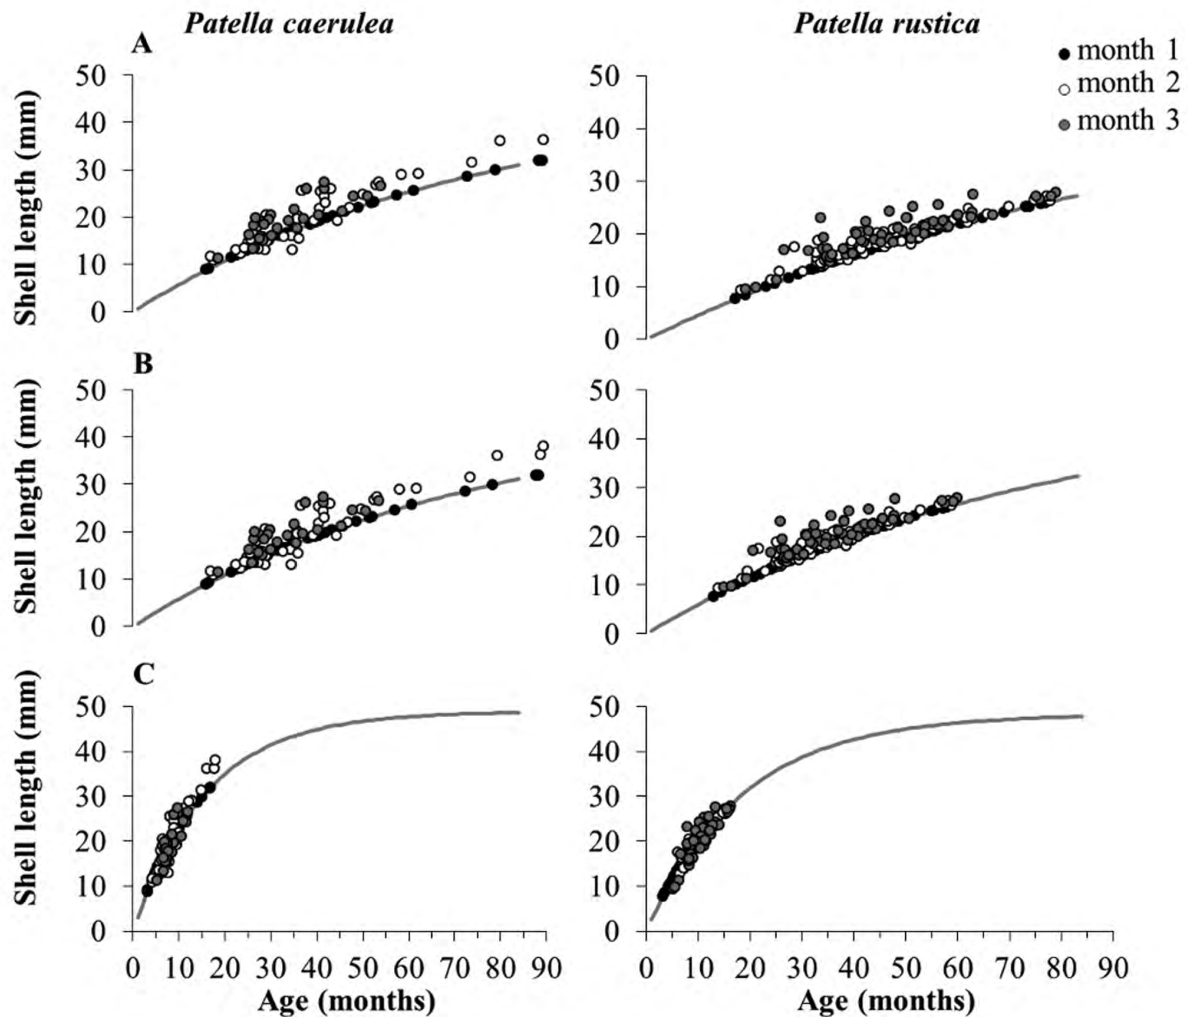 Patella caerulea
Patella rustica
month 1
month 2
month 3
A
Shell length (mm)
50
40
30
20
10
0
50
40
30
20
10
0
B
Shell length (mm)
50
40
30
20
10
0
50
40
30
20
10
0
C
Shell length (mm)
50
40
30
20
10
0
0 10 20 30 40 50 60 70 80 90
Age (months)
50
40
30
20
10
0
0 10 20 30 40 50 60 70 80 90
Age (months)